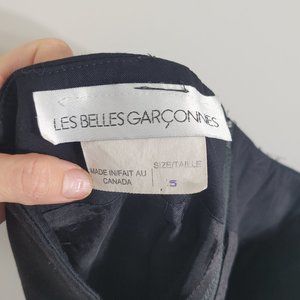 LES BELLES GARÇONNES
SIZE/TAILLE
MADE IN/FAIT AU
CANADA
5